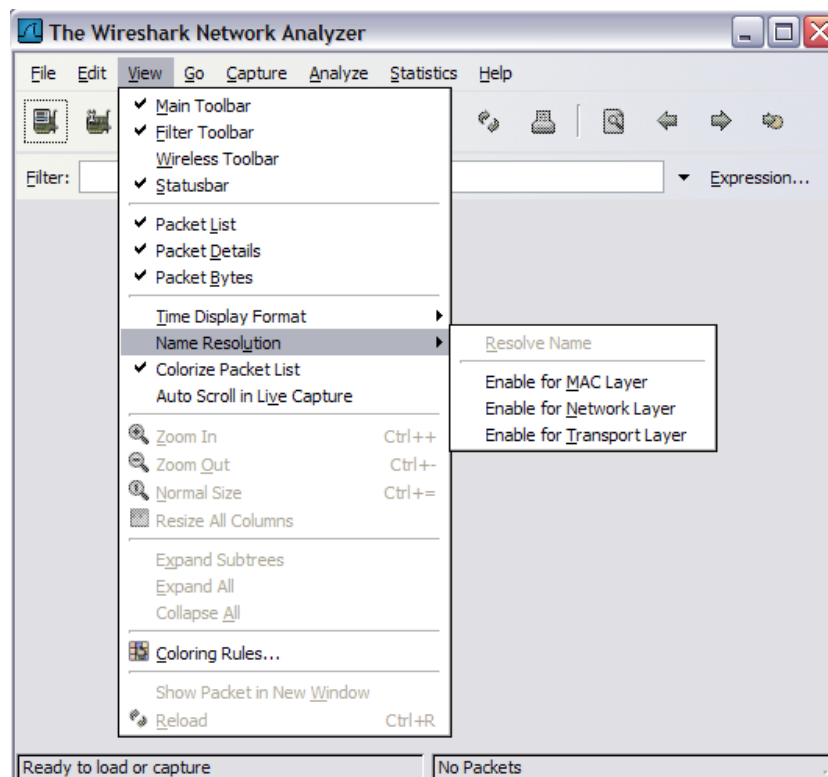 The Wireshark Network Analyzer
File Edit View Go Capture Analyze Statistics Help
Filter: Expression...
Main Toolbar
Filter Toolbar
Wireless Toolbar
Statusbar
Packet List
Packet Details
Packet Bytes
Time Display Format
Name Resolution
Colorize Packet List
Auto Scroll in Live Capture
Zoom In Ctrl++
Zoom Out Ctrl+-
Normal Size Ctrl+=
Resize All Columns
Expand Subtrees
Expand All
Collapse All
Coloring Rules...
Show Packet in New Window
Reload Ctrl+R
Resolve Name
Enable for MAC Layer
Enable for Network Layer
Enable for Transport Layer
Ready to load or capture No Packets